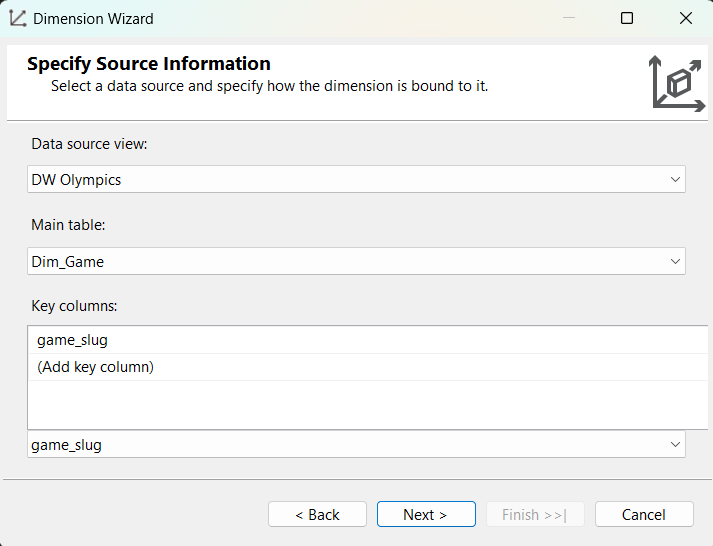 Dimension Wizard
Specify Source Information
Select a data source and specify how the dimension is bound to it.
Data source view:
DW Olympics
Main table:
Dim_Game
Key columns:
game_slug
(Add key column)
game_slug
< Back
Next >
Finish >>|
Cancel